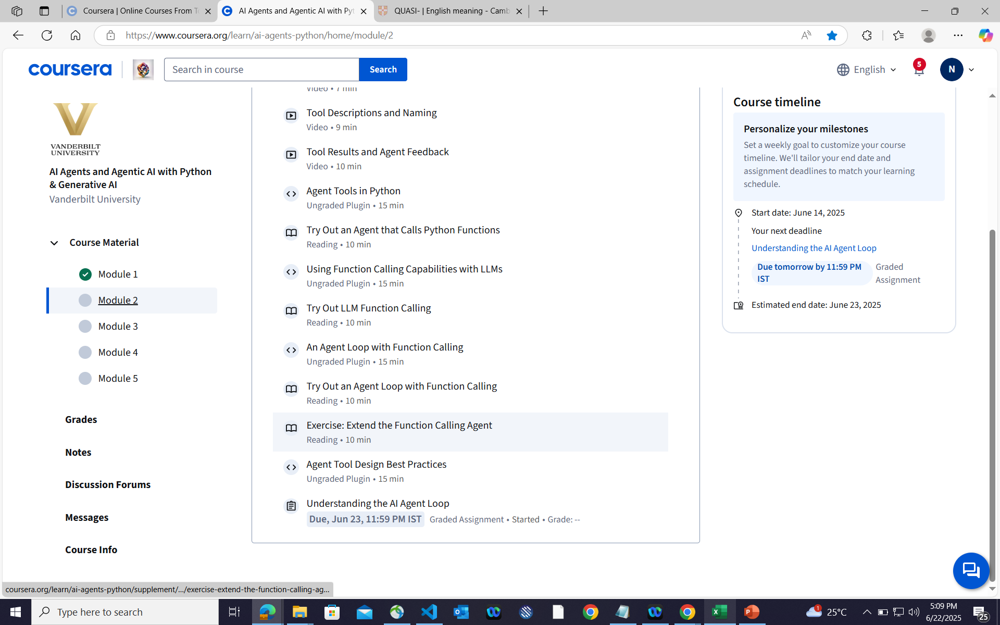 Coursera | Online Courses From T
AI Agents and Agentic AI with Pyt
QUASI- | English meaning - Camb
https://www.coursera.org/learn/ai-agents-python/home/module/2
coursera
Search in course
Search
English
5
N
VANDERBILT
UNIVERSITY
AI Agents and Agentic AI with Python
& Generative AI
Vanderbilt University
Course Material
Module 1
Module 2
Module 3
Module 4
Module 5
Grades
Notes
Discussion Forums
Messages
Course Info
Video • 7 min
Tool Descriptions and Naming
Video • 9 min
Tool Results and Agent Feedback
Video • 10 min
Agent Tools in Python
Ungraded Plugin • 15 min
Try Out an Agent that Calls Python Functions
Reading • 10 min
Using Function Calling Capabilities with LLMs
Ungraded Plugin • 15 min
Try Out LLM Function Calling
Reading • 10 min
An Agent Loop with Function Calling
Ungraded Plugin • 15 min
Try Out an Agent Loop with Function Calling
Reading • 10 min
Exercise: Extend the Function Calling Agent
Reading • 10 min
Agent Tool Design Best Practices
Ungraded Plugin • 15 min
Understanding the AI Agent Loop
Due, Jun 23, 11:59 PM IST Graded Assignment • Started • Grade: --
Course timeline
Personalize your milestones
Set a weekly goal to customize your course
timeline. We'll tailor your end date and
assignment deadlines to match your learning
schedule.
Start date: June 14, 2025
Your next deadline
Understanding the AI Agent Loop
Due tomorrow by 11:59 PM
IST
Graded
Assignment
Estimated end date: June 23, 2025
coursera.org/learn/ai-agents-python/supplement/.../exercise-extend-the-function-calling-ag...
Type here to search
1
25°C
5:09 PM
6/22/2025
25